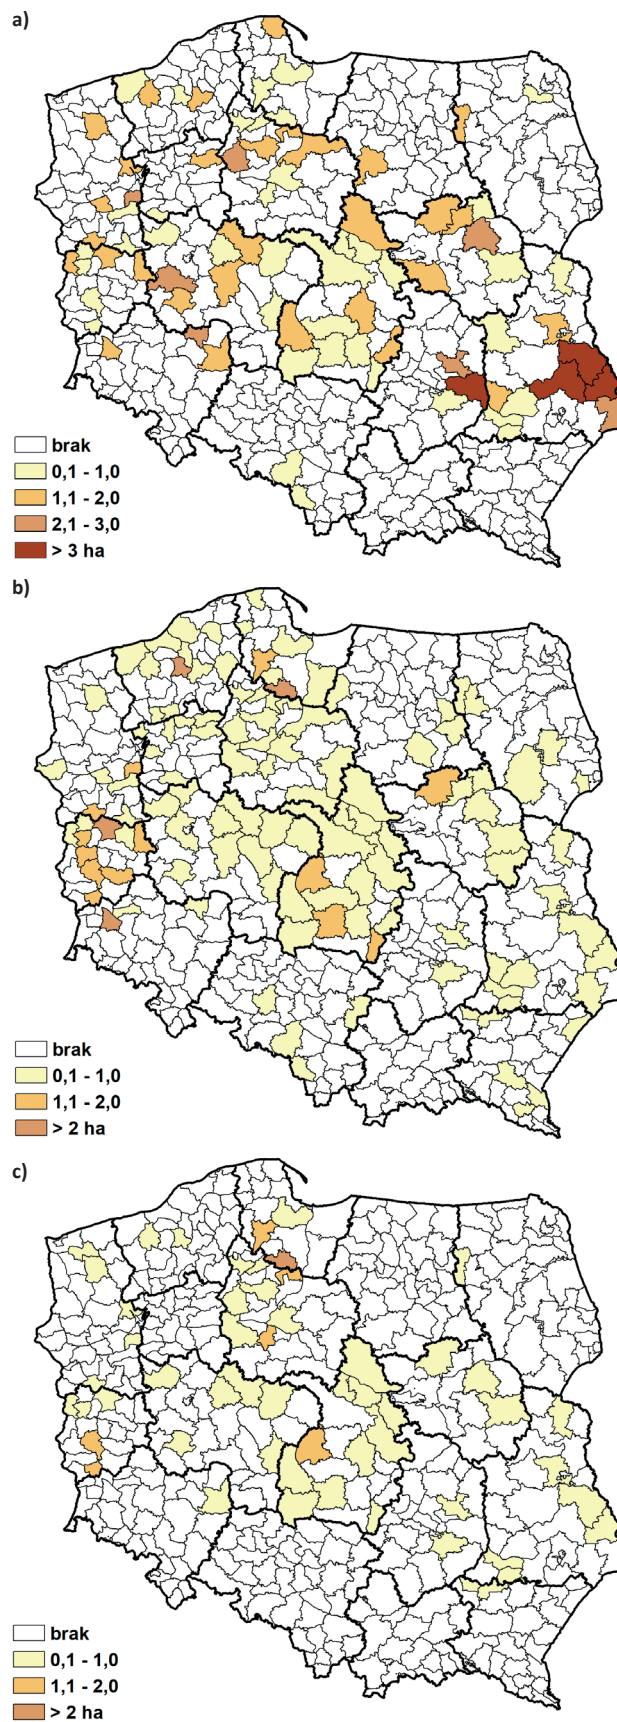 a)
brak
0,1 - 1,0
1,1 - 2,0
2,1 - 3,0
> 3 ha
b)
brak
0,1 - 1,0
1,1 - 2,0
> 2 ha
c)
brak
0,1 - 1,0
1,1 - 2,0
> 2 ha